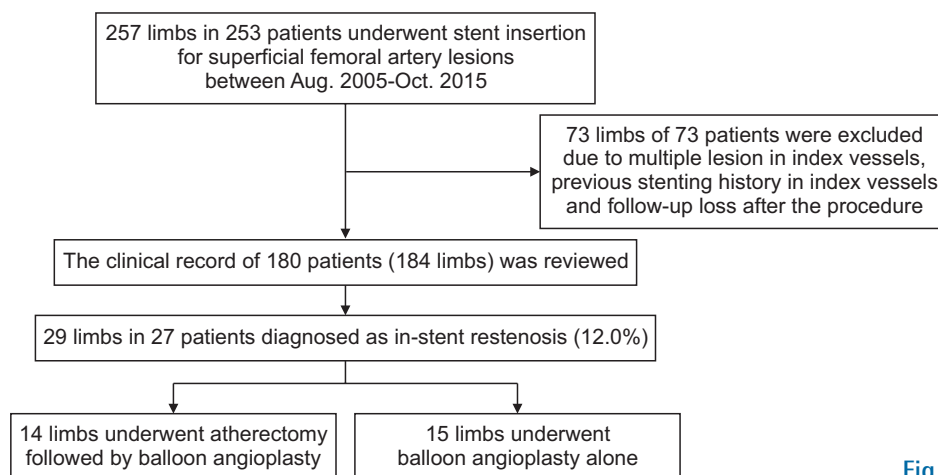 257 limbs in 253 patients underwent stent insertion
for superficial femoral artery lesions
between Aug. 2005-Oct. 2015
73 limbs of 73 patients were excluded
due to multiple lesion in index vessels,
previous stenting history in index vessels
and follow-up loss after the procedure
The clinical record of 180 patients (184 limbs) was reviewed
29 limbs in 27 patients diagnosed as in-stent restenosis (12.0%)
14 limbs underwent atherectomy
followed by balloon angioplasty
15 limbs underwent
balloon angioplasty alone
Fig